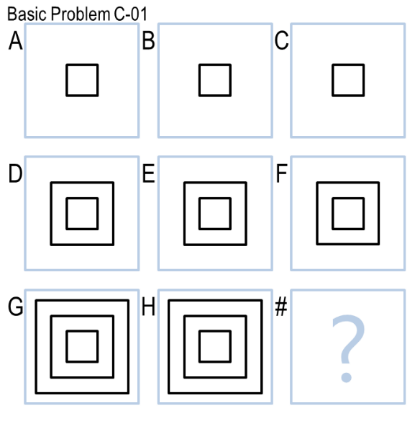 Basic Problem C-01
A B C
D E F
G H # ?